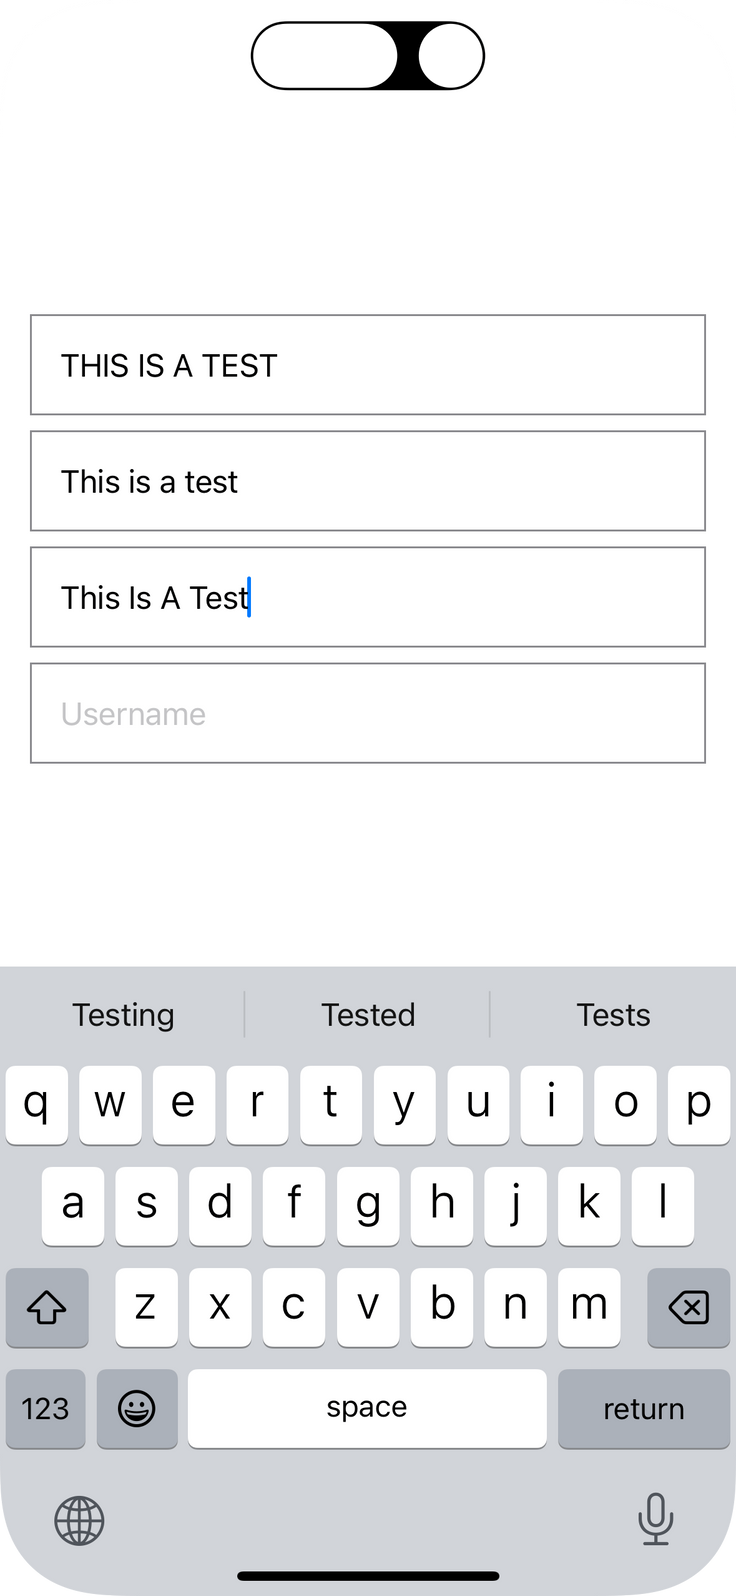 THIS IS A TEST
This is a test
This Is A Test
Username
Testing Tested Tests
q w e r t y u i o p
a s d f g h j k l
z x c v b n m
123 space return